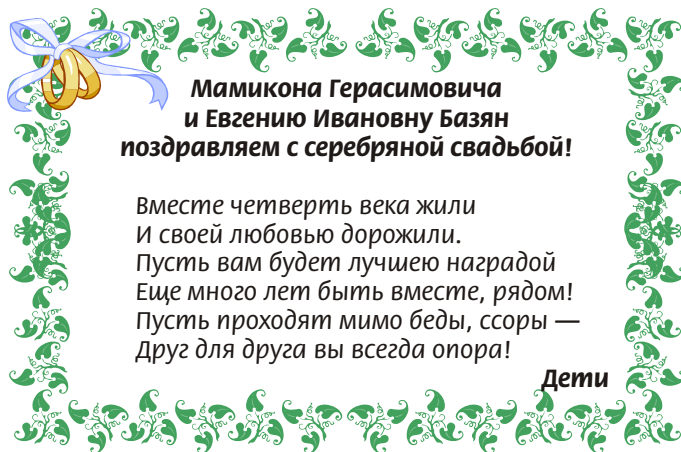 Мамикона Герасимовича
и Евгению Ивановну Базян
поздравляем с серебряной свадьбой!
Вместе четверть века жили
И своей любовью дорожили.
Пусть вам будет лучшею наградой
Еще много лет быть вместе, рядом!
Пусть проходят мимо беды, ссоры —
Друг для друга вы всегда опора!
Дети